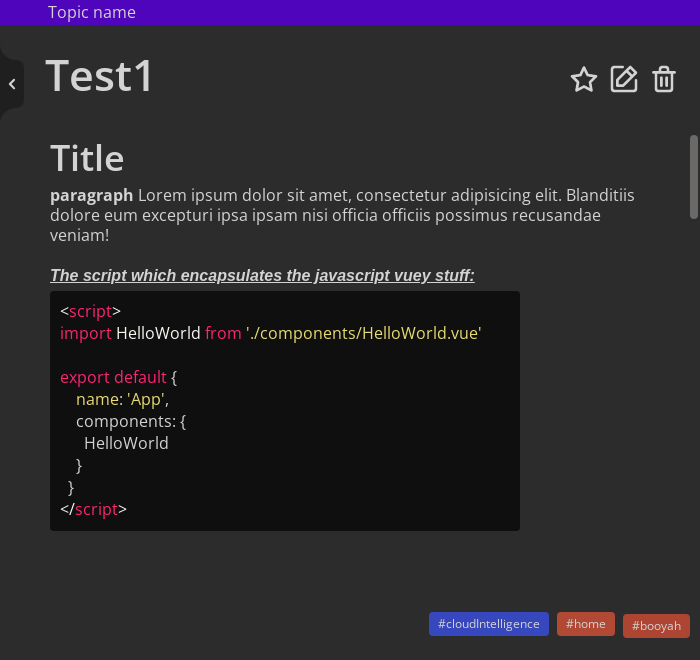 Topic name
Test1
Title
paragraph Lorem ipsum dolor sit amet, consectetur adipisicing elit. Blanditiis
dolore eum excepturi ipsa ipsam nisi officia officiis possimus recusandae
veniam!
The script which encapsulates the javascript vuey stuff:
<script>
import HelloWorld from './components/HelloWorld.vue'
export default {
name: 'App',
components: {
HelloWorld
}
}
</script>
#cloudIntelligence #home #booyah